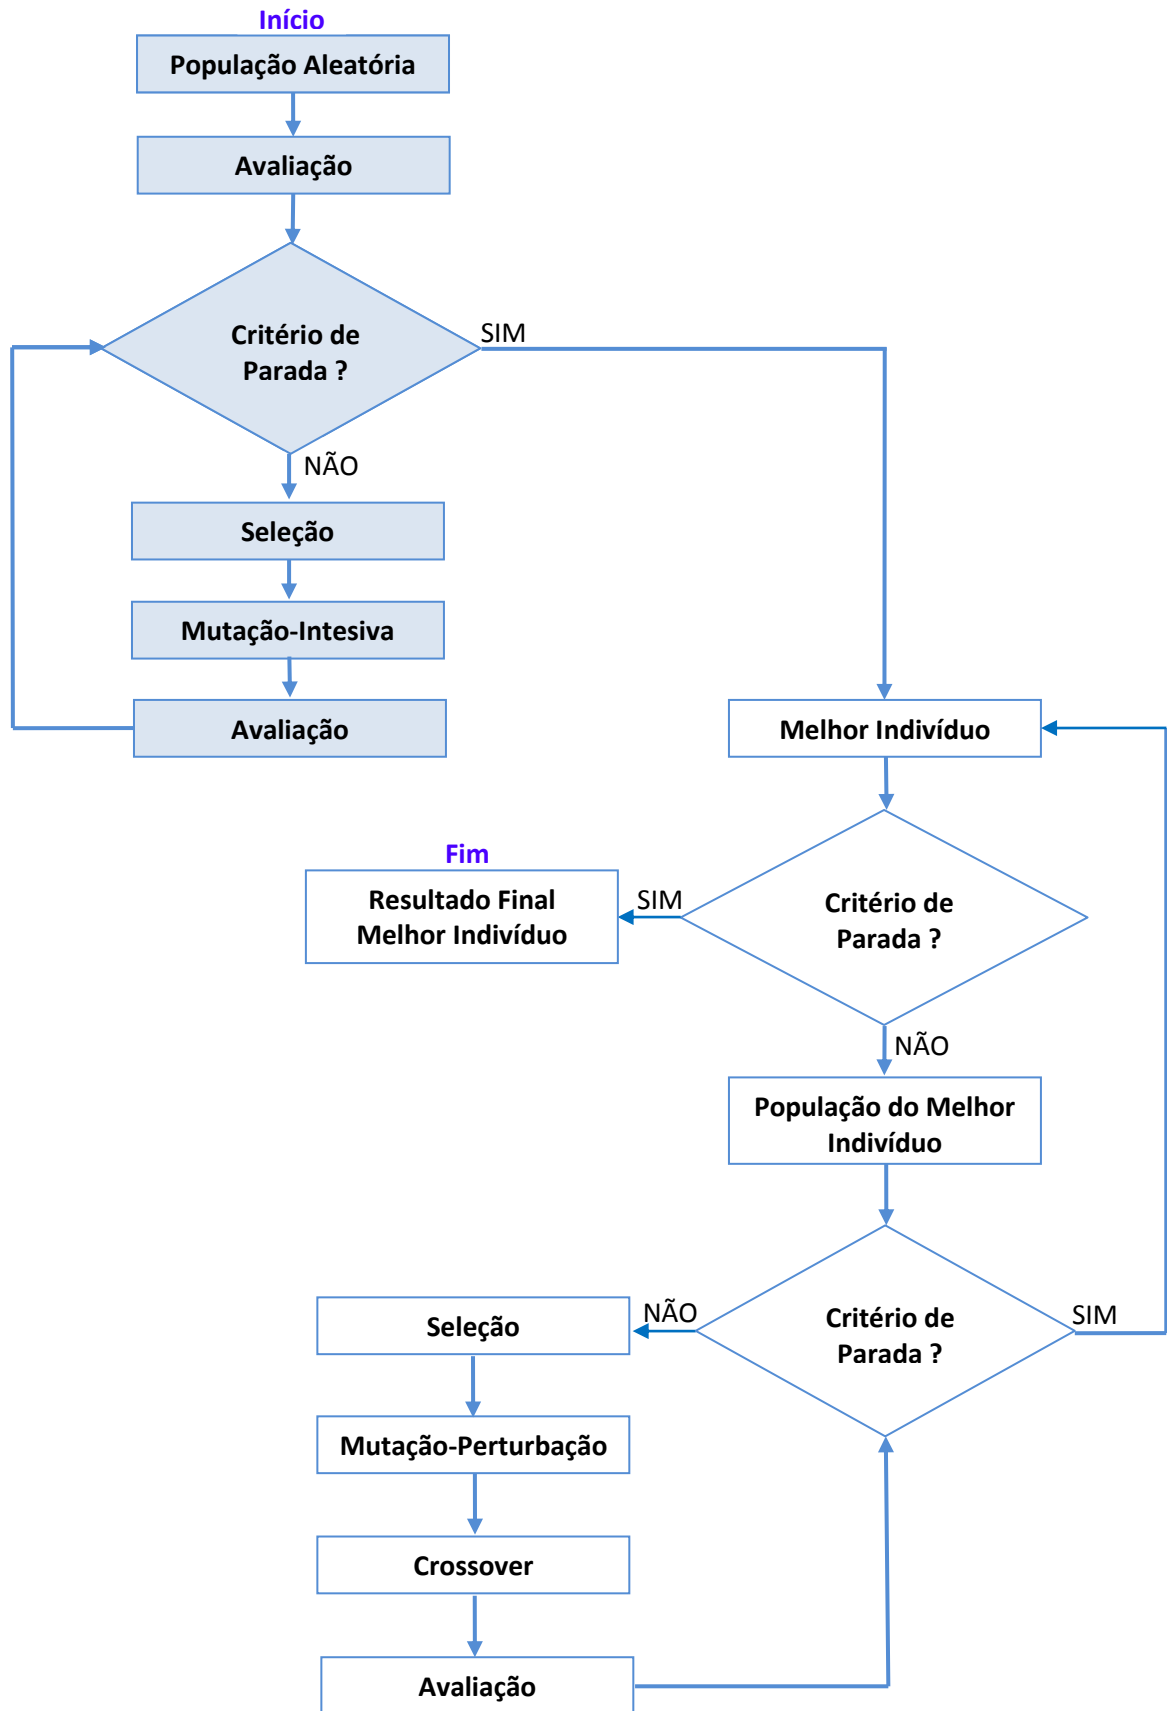 Início
População Aleatória
Avaliação
Critério de
Parada ?
SIM
NÃO
Seleção
Mutação-Intesiva
Avaliação
Melhor Indivíduo
Critério de
Parada ?
SIM
Fim
Resultado Final
Melhor Indivíduo
NÃO
População do Melhor
Indivíduo
Critério de
Parada ?
SIM
NÃO
Seleção
Mutação-Perturbação
Crossover
Avaliação